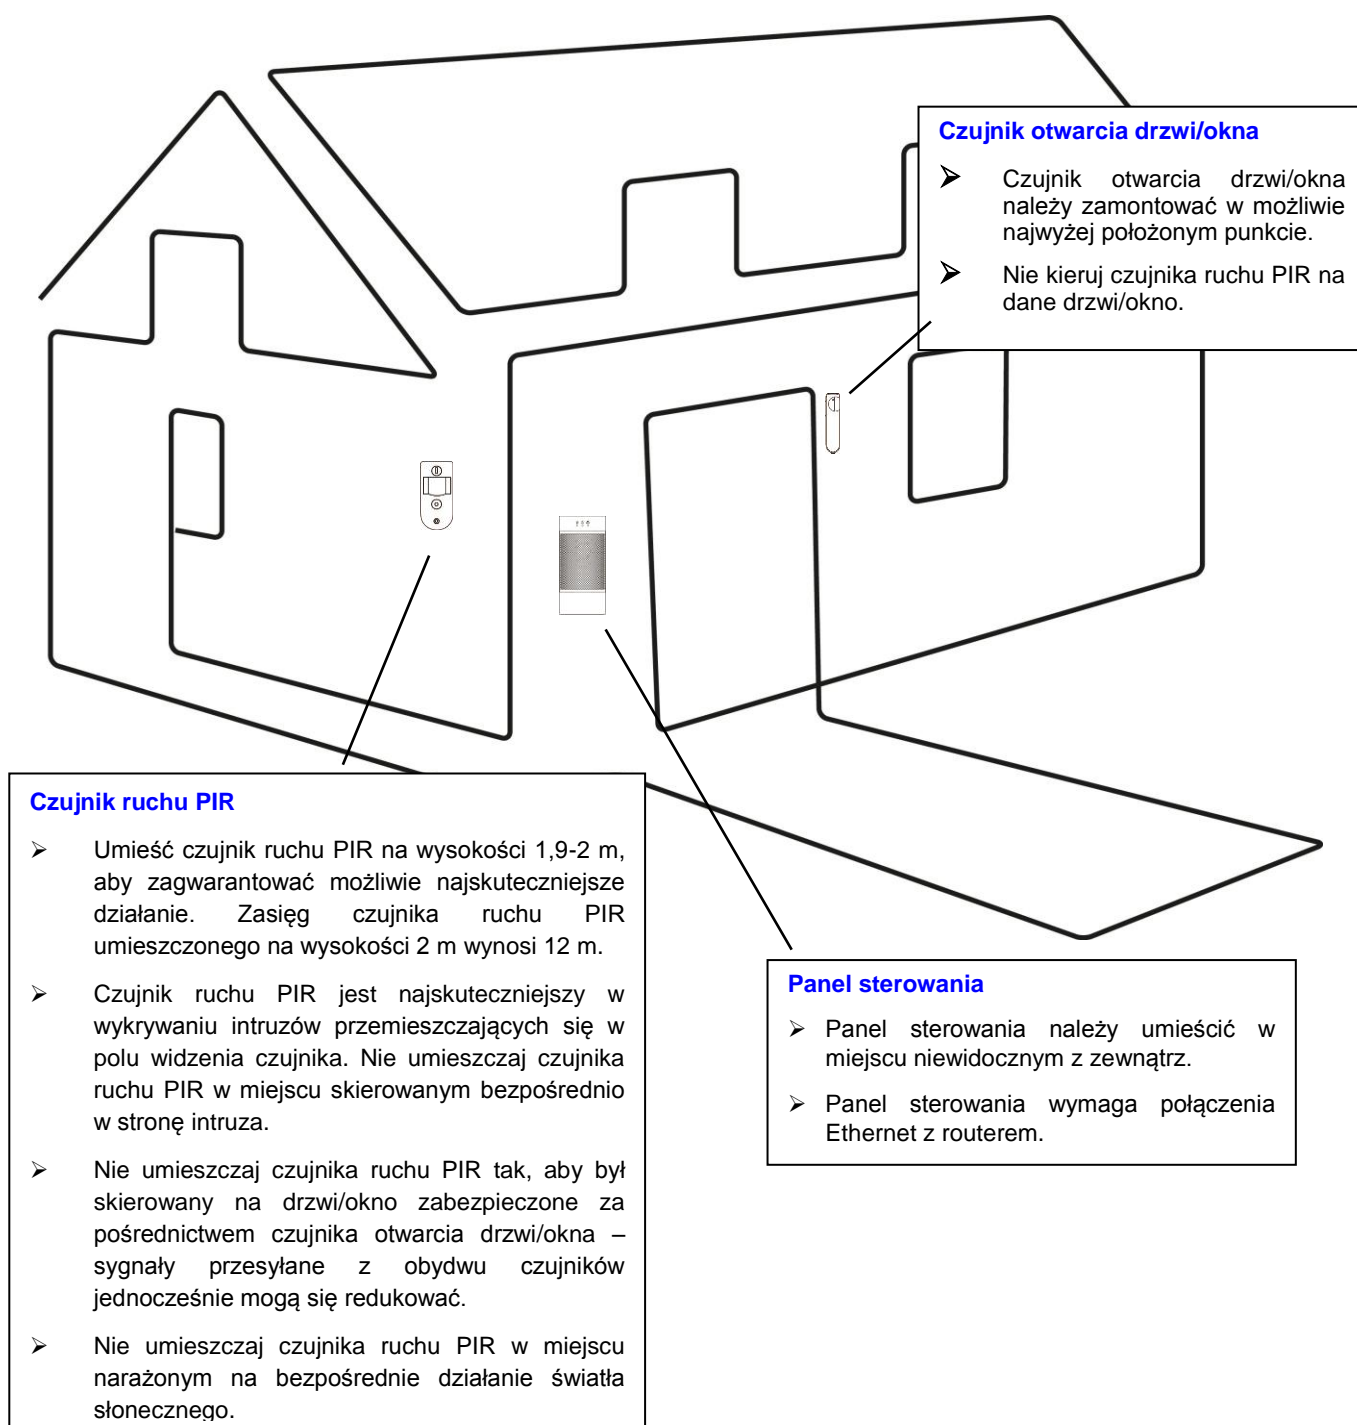 Czujnik otwarcia drzwi/okna
➢ Czujnik otwarcia drzwi/okna
należy zamontować w możliwie
najwyżej położonym punkcie.
➢ Nie kieruj czujnika ruchu PIR na
dane drzwi/okno.
Czujnik ruchu PIR
➢ Umieść czujnik ruchu PIR na wysokości 1,9-2 m,
aby zagwarantować możliwie najskuteczniejsze
działanie. Zasięg czujnika ruchu PIR
umieszczonego na wysokości 2 m wynosi 12 m.
➢ Czujnik ruchu PIR jest najskuteczniejszy w
wykrywaniu intruzów przemieszczających się w
polu widzenia czujnika. Nie umieszczaj czujnika
ruchu PIR w miejscu skierowanym bezpośrednio
w stronę intruza.
➢ Nie umieszczaj czujnika ruchu PIR tak, aby był
skierowany na drzwi/okno zabezpieczone za
pośrednictwem czujnika otwarcia drzwi/okna –
sygnały przesyłane z obydwu czujników
jednocześnie mogą się redukować.
➢ Nie umieszczaj czujnika ruchu PIR w miejscu
narażonym na bezpośrednie działanie światła
słonecznego.
Panel sterowania
➢ Panel sterowania należy umieścić w
miejscu niewidocznym z zewnątrz.
➢ Panel sterowania wymaga połączenia
Ethernet z routerem.